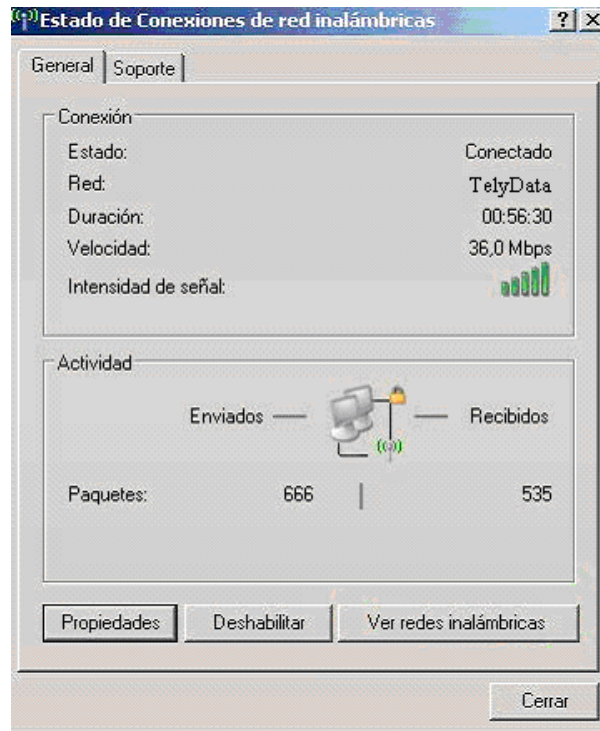 Estado de Conexiones de red inalámbricas
General Soporte
Conexión
Estado: Conectado
Red: TelyData
Duración: 00:56:30
Velocidad: 36,0 Mbps
Intensidad de señal:
Actividad
Enviados Recibidos
Paquetes: 666 535
Propiedades Deshabilitar Ver redes inalámbricas
Cerrar